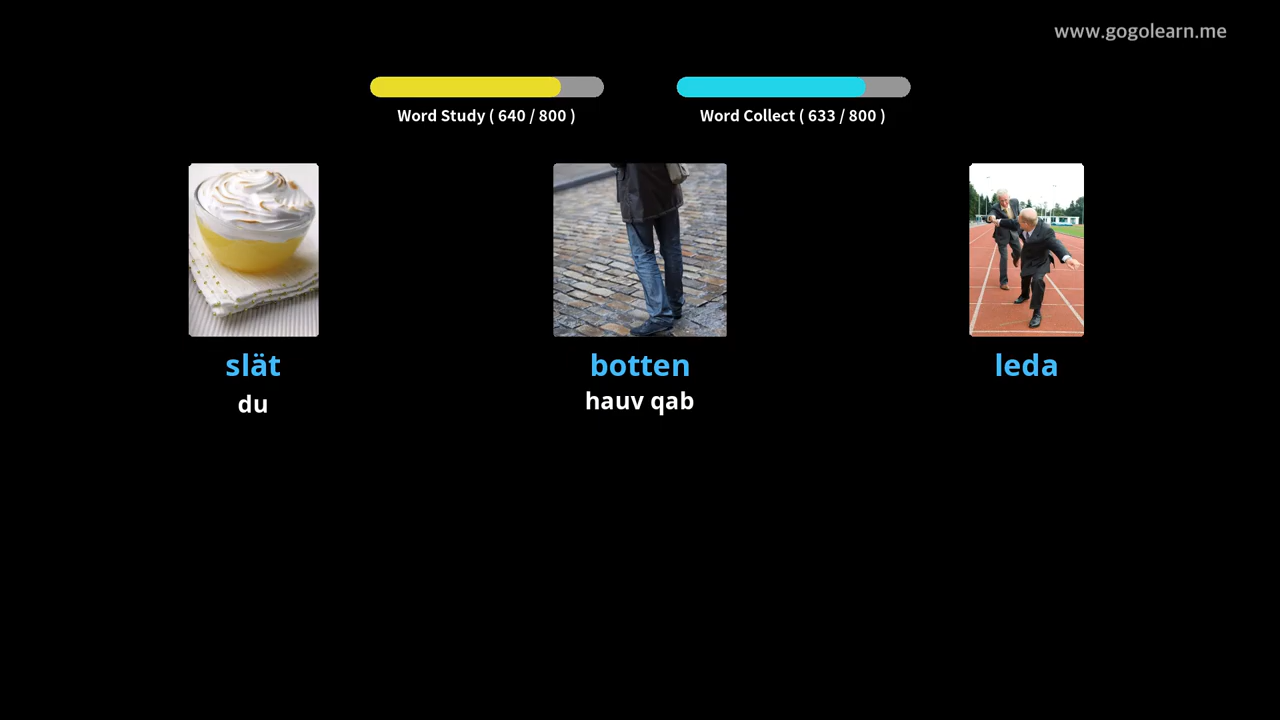 www.gogolearn.me
Word Study ( 640 / 800 )
Word Collect ( 633 / 800 )
slät
du
botten
hauv qab
leda